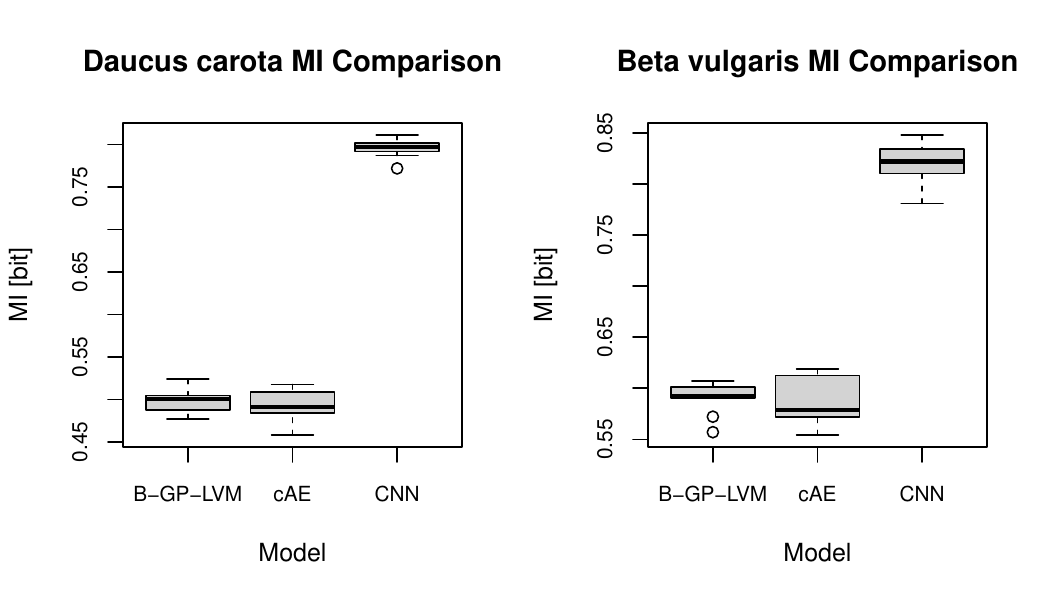 Daucus carota MI Comparison
MI [bit]
0.75
0.65
0.55
0.45
B−GP−LVM cAE CNN
Model
Beta vulgaris MI Comparison
MI [bit]
0.85
0.75
0.65
0.55
B−GP−LVM cAE CNN
Model